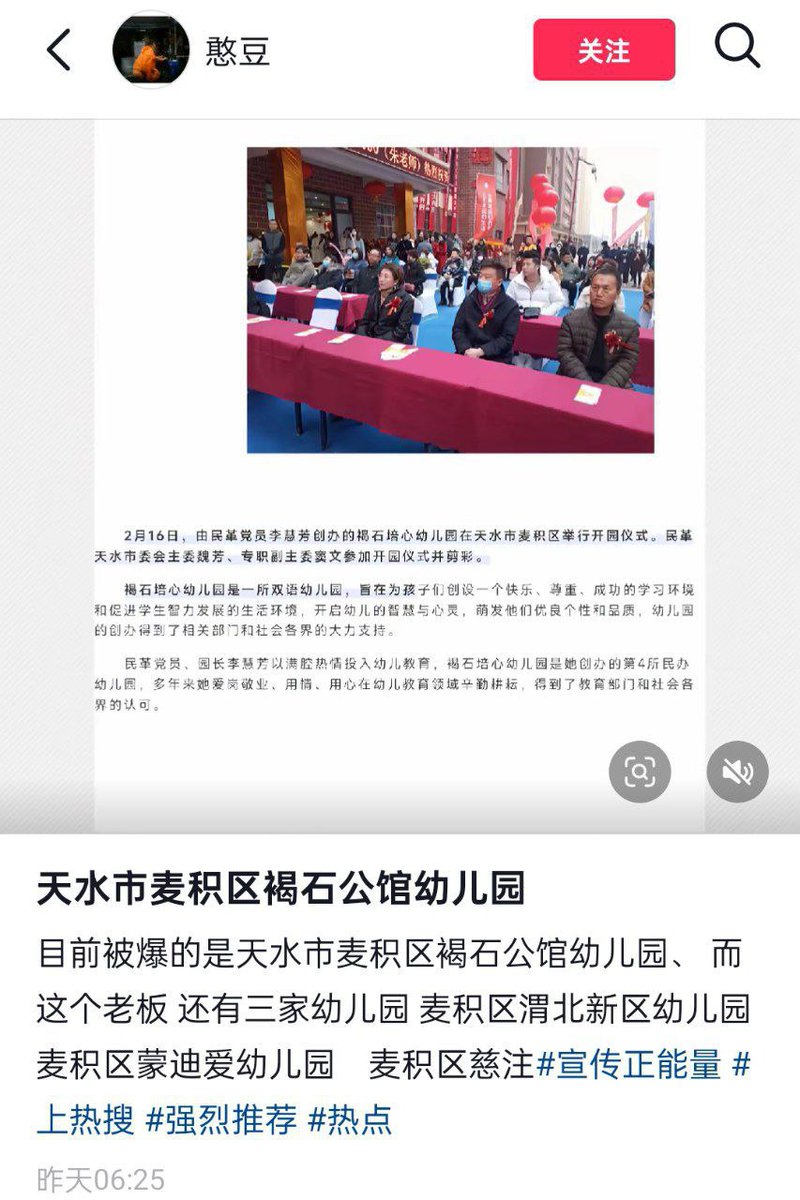 憨豆
关注
（朱老师）热烈
2月16日，由民革党员李慧芳创办的褐石培心幼儿园在天水市麦积区举行开园仪式。民革
天水市委会主委魏芳、专职副主委窦文参加开园仪式并剪彩。
褐石培心幼儿园是一所双语幼儿园，旨在为孩子们创设一个快乐、尊重、成功的学习环境
和促进学生智力发展的生活环境，开启幼儿的智慧与心灵，萌发他们优良个性和品质，幼儿园
的创办得到了相关部门和社会各界的大力支持。
民革党员、园长李慧芳以满腔热情投入幼儿教育，褐石培心幼儿园是她创办的第4所民办
幼儿园，多年来她爱岗敬业、用情、用心在幼儿教育领域辛勤耕耘，得到了教育部门和社会各
界的认可。
天水市麦积区褐石公馆幼儿园
目前被爆的是天水市麦积区褐石公馆幼儿园、 而
这个老板 还有三家幼儿园 麦积区渭北新区幼儿园
麦积区蒙迪爱幼儿园　麦积区慈注#宣传正能量 #
上热搜 #强烈推荐 #热点
昨天06:25